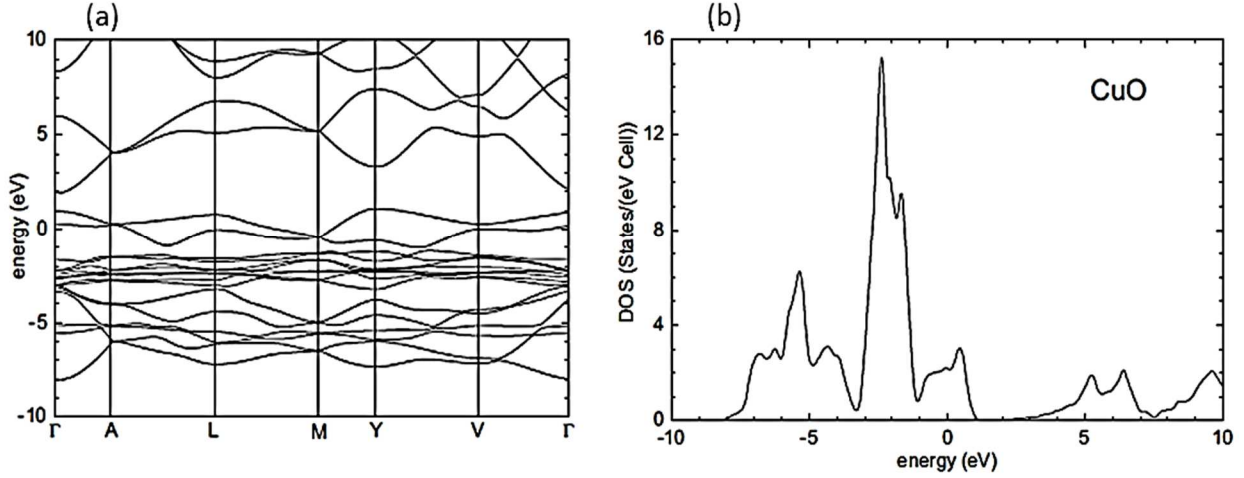 (a)
10
5
0
-5
-10
energy (eV)
Γ A L M Y V Γ
(b)
16
12
8
4
0
DOS (States/(eV Cell))
CuO
-10 -5 0 5 10
energy (eV)